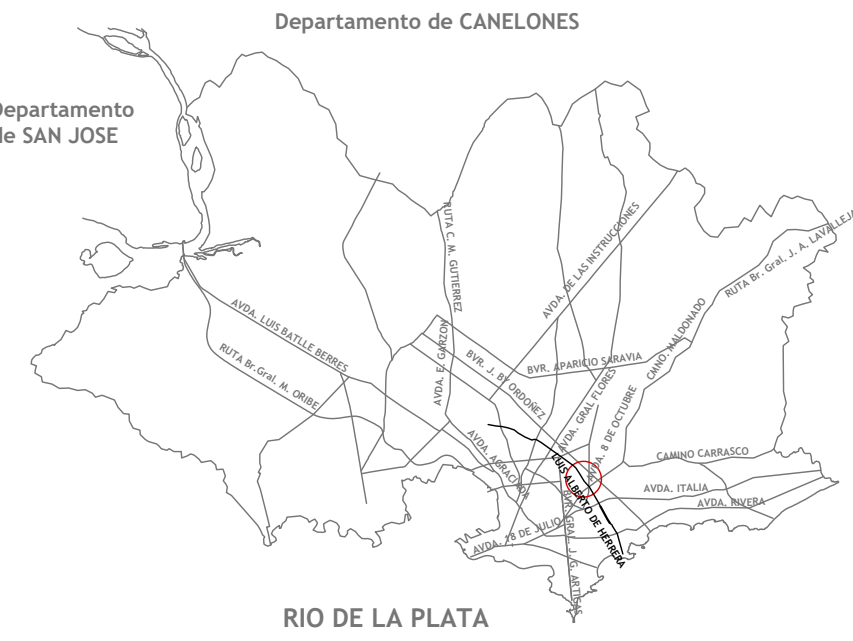 Departamento de CANELONES
Departamento
de SAN JOSE
RUTA C. M. GUTIERREZ
AVDA. DE LAS INSTRUCCIONES
RUTA Br. Gral. J. A. LAVALLEJA
AVDA. LUIS BATLLE BERRES
RUTA Br.Gral. M. ORIBE
AVDA. E. GARZON
BVR. J. BY ORDOÑEZ
BVR. APARICIO SARAVIA
CMNO. MALDONADO
AVDA. GRAL FLORES
AVDA. 8 DE OCTUBRE
AVDA. AGRACIADA
LUIS ALBERTO DE HERRERA
CAMINO CARRASCO
AVDA. ITALIA
AVDA. RIVERA
AVDA. 18 DE JULIO
BVR. GRAL. J. G. ARTIGAS
RIO DE LA PLATA